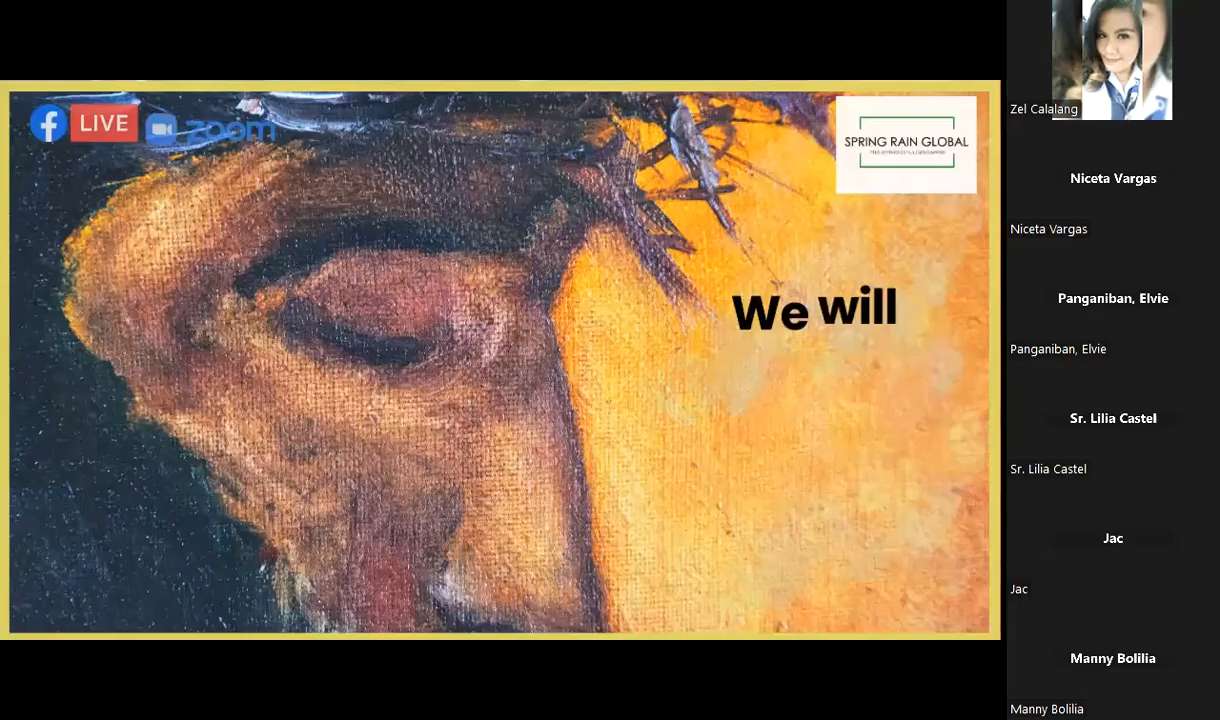 LIVE
zoom
SPRING RAIN GLOBAL
We will
Zel Calalang
Niceta Vargas
Niceta Vargas
Panganiban, Elvie
Panganiban, Elvie
Sr. Lilia Castel
Sr. Lilia Castel
Jac
Jac
Manny Bolilia
Manny Bolilia